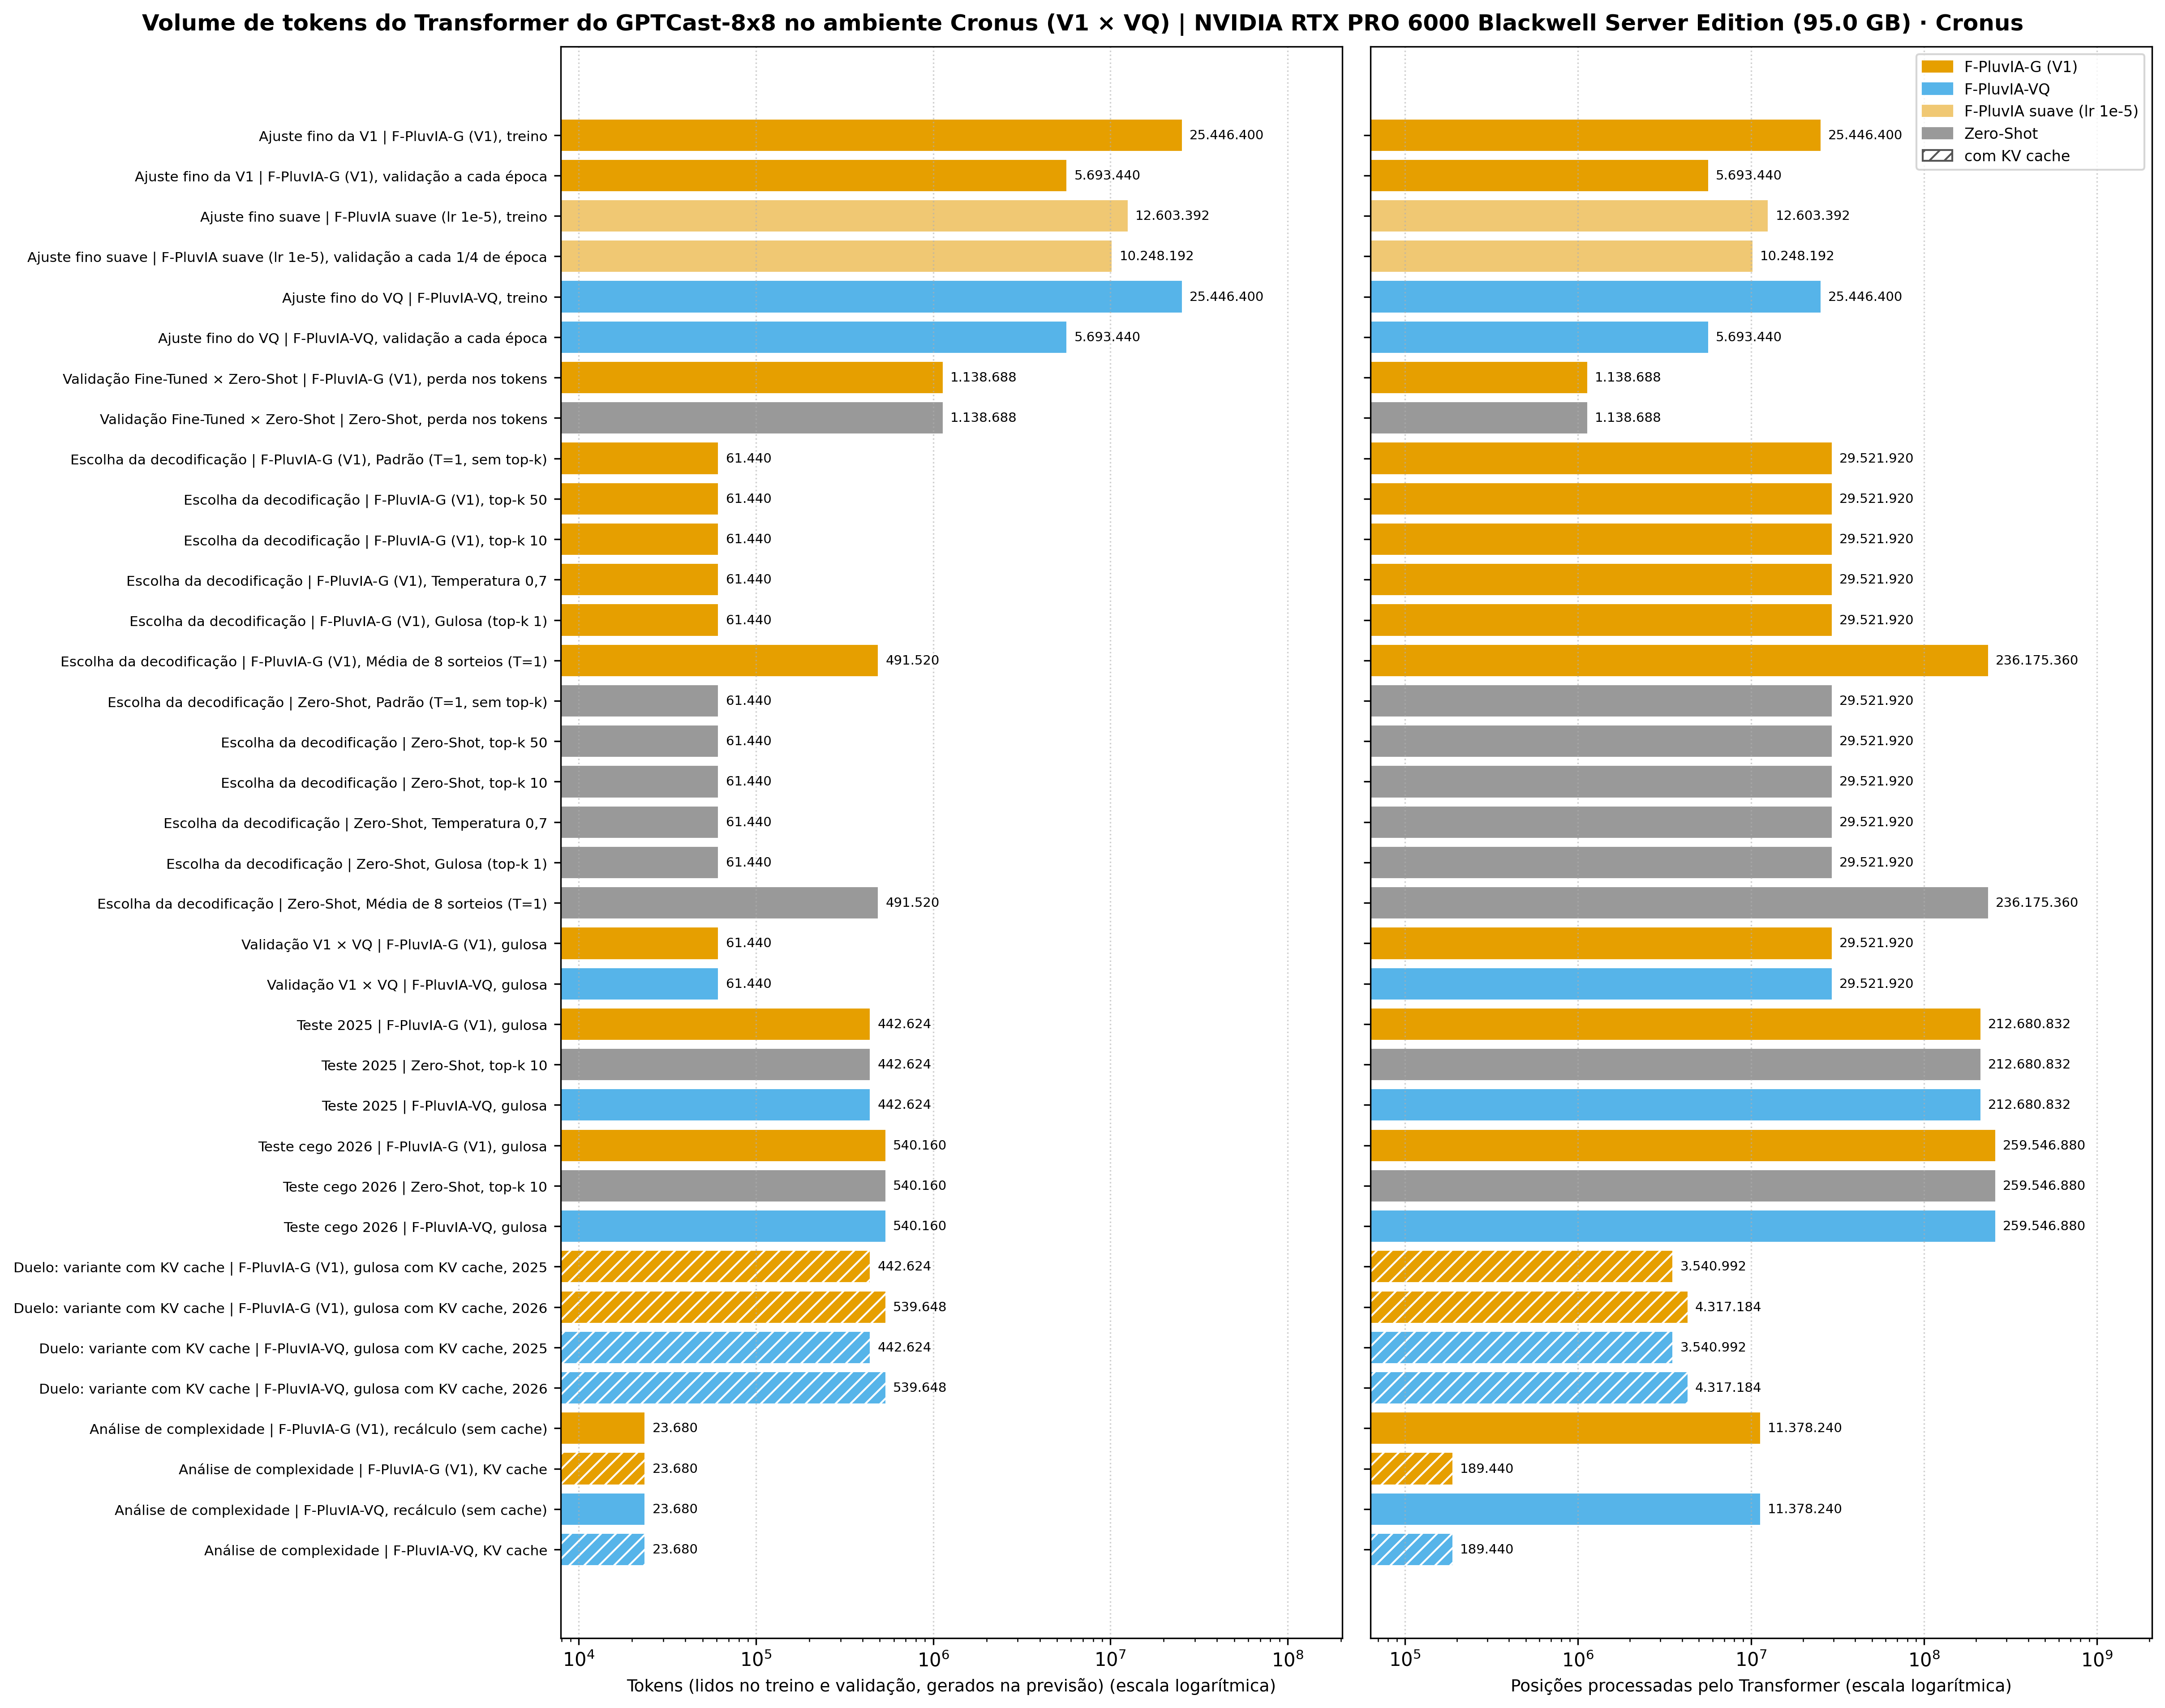 Volume de tokens do Transformer do GPTCast-8x8 no ambiente Cronus (V1 × VQ) | NVIDIA RTX PRO 6000 Blackwell Server Edition (95.0 GB) · Cronus
F-PluvIA-G (V1)
F-PluvIA-VQ
F-PluvIA suave (lr 1e-5)
Zero-Shot
com KV cache
Ajuste fino da V1 | F-PluvIA-G (V1), treino 25.446.400 25.446.400
Ajuste fino da V1 | F-PluvIA-G (V1), validação a cada época 5.693.440 5.693.440
Ajuste fino suave | F-PluvIA suave (lr 1e-5), treino 12.603.392 12.603.392
Ajuste fino suave | F-PluvIA suave (lr 1e-5), validação a cada 1/4 de época 10.248.192 10.248.192
Ajuste fino do VQ | F-PluvIA-VQ, treino 25.446.400 25.446.400
Ajuste fino do VQ | F-PluvIA-VQ, validação a cada época 5.693.440 5.693.440
Validação Fine-Tuned × Zero-Shot | F-PluvIA-G (V1), perda nos tokens 1.138.688 1.138.688
Validação Fine-Tuned × Zero-Shot | Zero-Shot, perda nos tokens 1.138.688 1.138.688
Escolha da decodificação | F-PluvIA-G (V1), Padrão (T=1, sem top-k) 61.440 29.521.920
Escolha da decodificação | F-PluvIA-G (V1), top-k 50 61.440 29.521.920
Escolha da decodificação | F-PluvIA-G (V1), top-k 10 61.440 29.521.920
Escolha da decodificação | F-PluvIA-G (V1), Temperatura 0,7 61.440 29.521.920
Escolha da decodificação | F-PluvIA-G (V1), Gulosa (top-k 1) 61.440 29.521.920
Escolha da decodificação | F-PluvIA-G (V1), Média de 8 sorteios (T=1) 491.520 236.175.360
Escolha da decodificação | Zero-Shot, Padrão (T=1, sem top-k) 61.440 29.521.920
Escolha da decodificação | Zero-Shot, top-k 50 61.440 29.521.920
Escolha da decodificação | Zero-Shot, top-k 10 61.440 29.521.920
Escolha da decodificação | Zero-Shot, Temperatura 0,7 61.440 29.521.920
Escolha da decodificação | Zero-Shot, Gulosa (top-k 1) 61.440 29.521.920
Escolha da decodificação | Zero-Shot, Média de 8 sorteios (T=1) 491.520 236.175.360
Validação V1 × VQ | F-PluvIA-G (V1), gulosa 61.440 29.521.920
Validação V1 × VQ | F-PluvIA-VQ, gulosa 61.440 29.521.920
Teste 2025 | F-PluvIA-G (V1), gulosa 442.624 212.680.832
Teste 2025 | Zero-Shot, top-k 10 442.624 212.680.832
Teste 2025 | F-PluvIA-VQ, gulosa 442.624 212.680.832
Teste cego 2026 | F-PluvIA-G (V1), gulosa 540.160 259.546.880
Teste cego 2026 | Zero-Shot, top-k 10 540.160 259.546.880
Teste cego 2026 | F-PluvIA-VQ, gulosa 540.160 259.546.880
Duelo: variante com KV cache | F-PluvIA-G (V1), gulosa com KV cache, 2025 442.624 3.540.992
Duelo: variante com KV cache | F-PluvIA-G (V1), gulosa com KV cache, 2026 539.648 4.317.184
Duelo: variante com KV cache | F-PluvIA-VQ, gulosa com KV cache, 2025 442.624 3.540.992
Duelo: variante com KV cache | F-PluvIA-VQ, gulosa com KV cache, 2026 539.648 4.317.184
Análise de complexidade | F-PluvIA-G (V1), recálculo (sem cache) 23.680 11.378.240
Análise de complexidade | F-PluvIA-G (V1), KV cache 23.680 189.440
Análise de complexidade | F-PluvIA-VQ, recálculo (sem cache) 23.680 11.378.240
Análise de complexidade | F-PluvIA-VQ, KV cache 23.680 189.440
10⁴ 10⁵ 10⁶ 10⁷ 10⁸ 10⁵ 10⁶ 10⁷ 10⁸ 10⁹
Tokens (lidos no treino e validação, gerados na previsão) (escala logarítmica)
Posições processadas pelo Transformer (escala logarítmica)